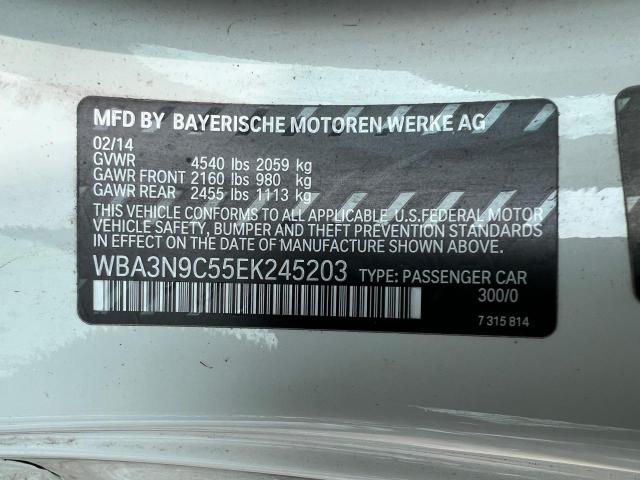 MFD BY BAYERISCHE MOTOREN WERKE AG
02/14
GVWR 4540 lbs 2059 kg
GAWR FRONT 2160 lbs 980 kg
GAWR REAR 2455 lbs 1113 kg
THIS VEHICLE CONFORMS TO ALL APPLICABLE U.S.FEDERAL MOTOR
VEHICLE SAFETY, BUMPER AND THEFT PREVENTION STANDARDS
IN EFFECT ON THE DATE OF MANUFACTURE SHOWN ABOVE.
WBA3N9C55EK245203 TYPE: PASSENGER CAR
300/0
7 315 814